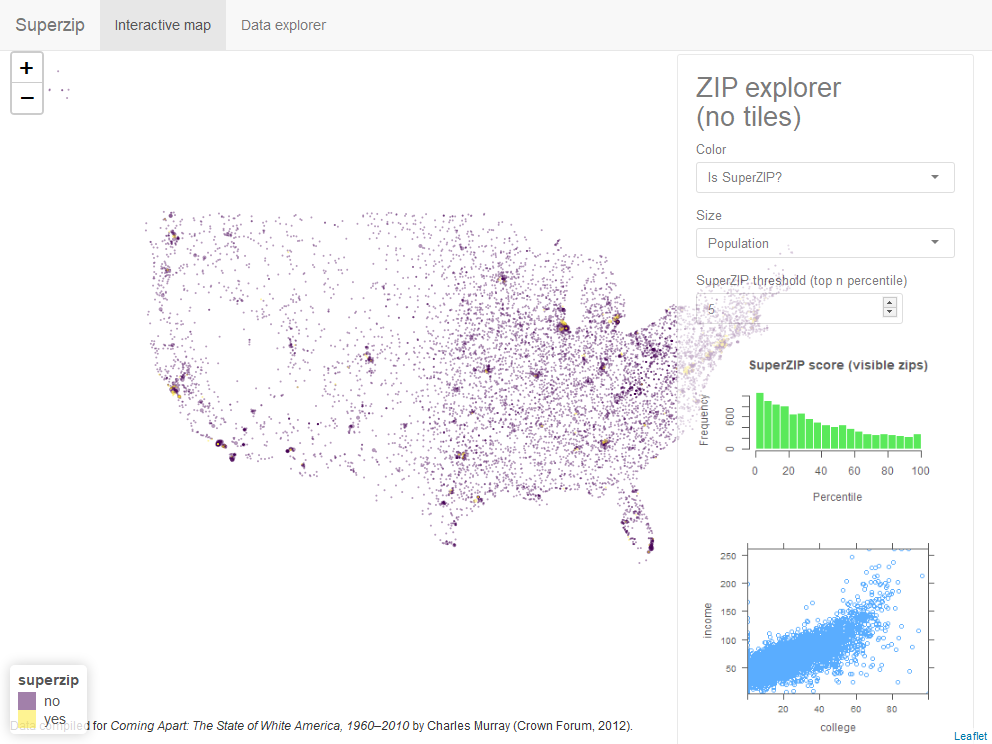 Superzip Interactive map Data explorer
+
−
ZIP explorer
(no tiles)
Color
Is SuperZIP?
Size
Population
SuperZIP threshold (top n percentile)
5
SuperZIP score (visible zips)
Frequency
600
0
0 20 40 60 80 100
Percentile
250
200
150
100
50
income
20 40 60 80
college
superzip
no
yes
Data compiled for Coming Apart: The State of White America, 1960–2010 by Charles Murray (Crown Forum, 2012).
Leaflet